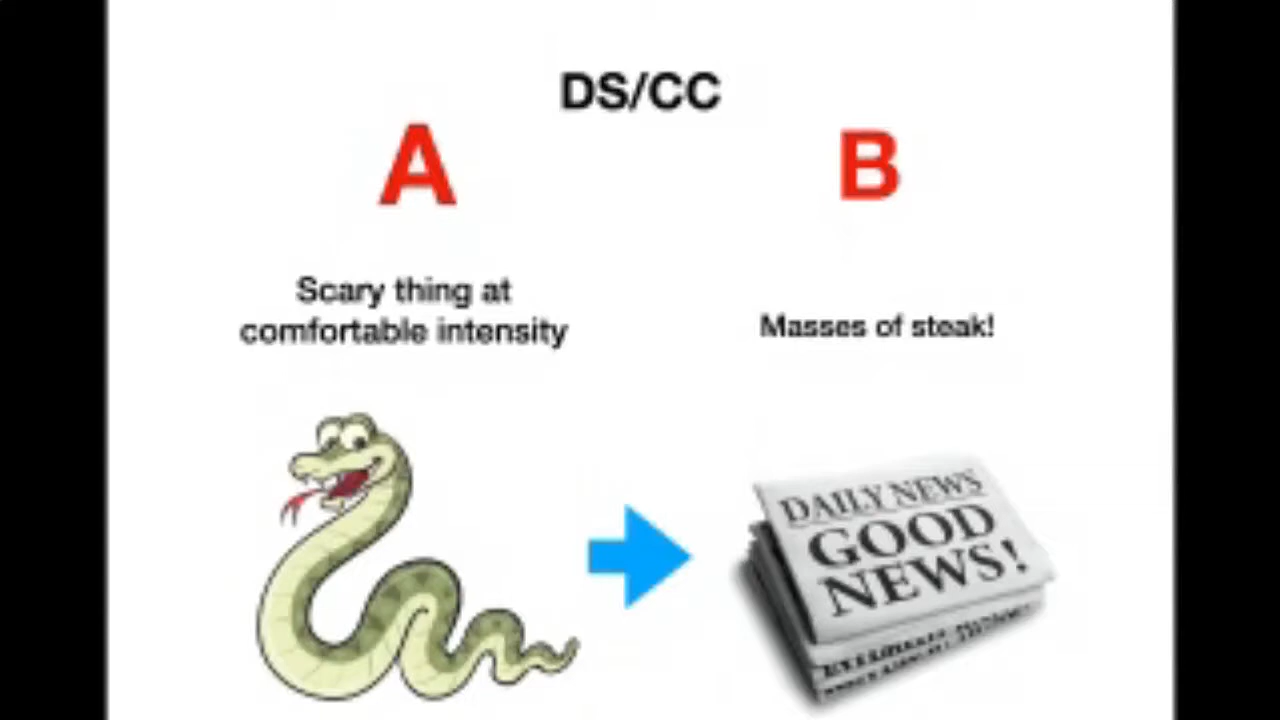 DS/CC
A
B
Scary thing at
comfortable intensity
Masses of steak!
DAILY NEWS
GOOD
NEWS!